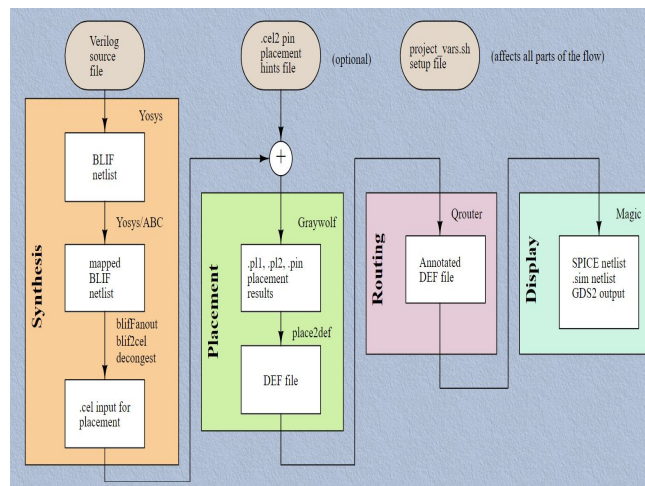 Verilog
source
file
.cel2 pin
placement
hints file
(optional)
project_vars.sh
setup file
(affects all parts of the flow)
Synthesis
Yosys
BLIF
netlist
Yosys/ABC
mapped
BLIF
netlist
blifFanout
blif2cel
decongest
.cel input for
placement
+
Placement
Graywolf
.pl1, .pl2, .pin
placement
results
place2def
DEF file
Routing
Qrouter
Annotated
DEF file
Display
Magic
SPICE netlist
.sim netlist
GDS2 output